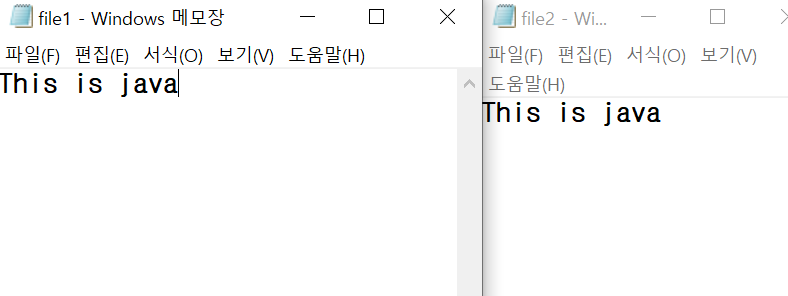 file1 - Windows 메모장
파일(F) 편집(E) 서식(O) 보기(V) 도움말(H)
This is java
file2 - Wi...
파일(F) 편집(E) 서식(O) 보기(V)
도움말(H)
This is java